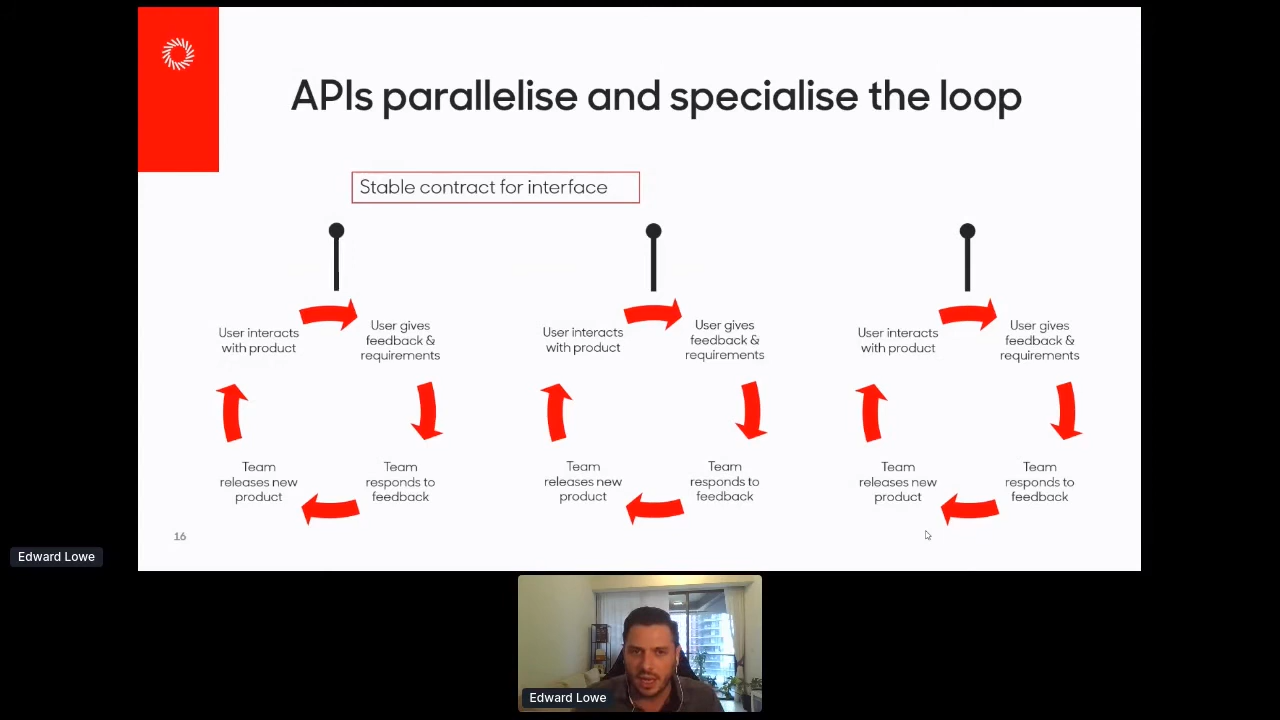 APIs parallelise and specialise the loop
Stable contract for interface
User interacts
with product
User gives
feedback &
requirements
Team
releases new
product
Team
responds to
feedback
User interacts
with product
User gives
feedback &
requirements
Team
releases new
product
Team
responds to
feedback
User interacts
with product
User gives
feedback &
requirements
Team
releases new
product
Team
responds to
feedback
16
Edward Lowe
Edward Lowe